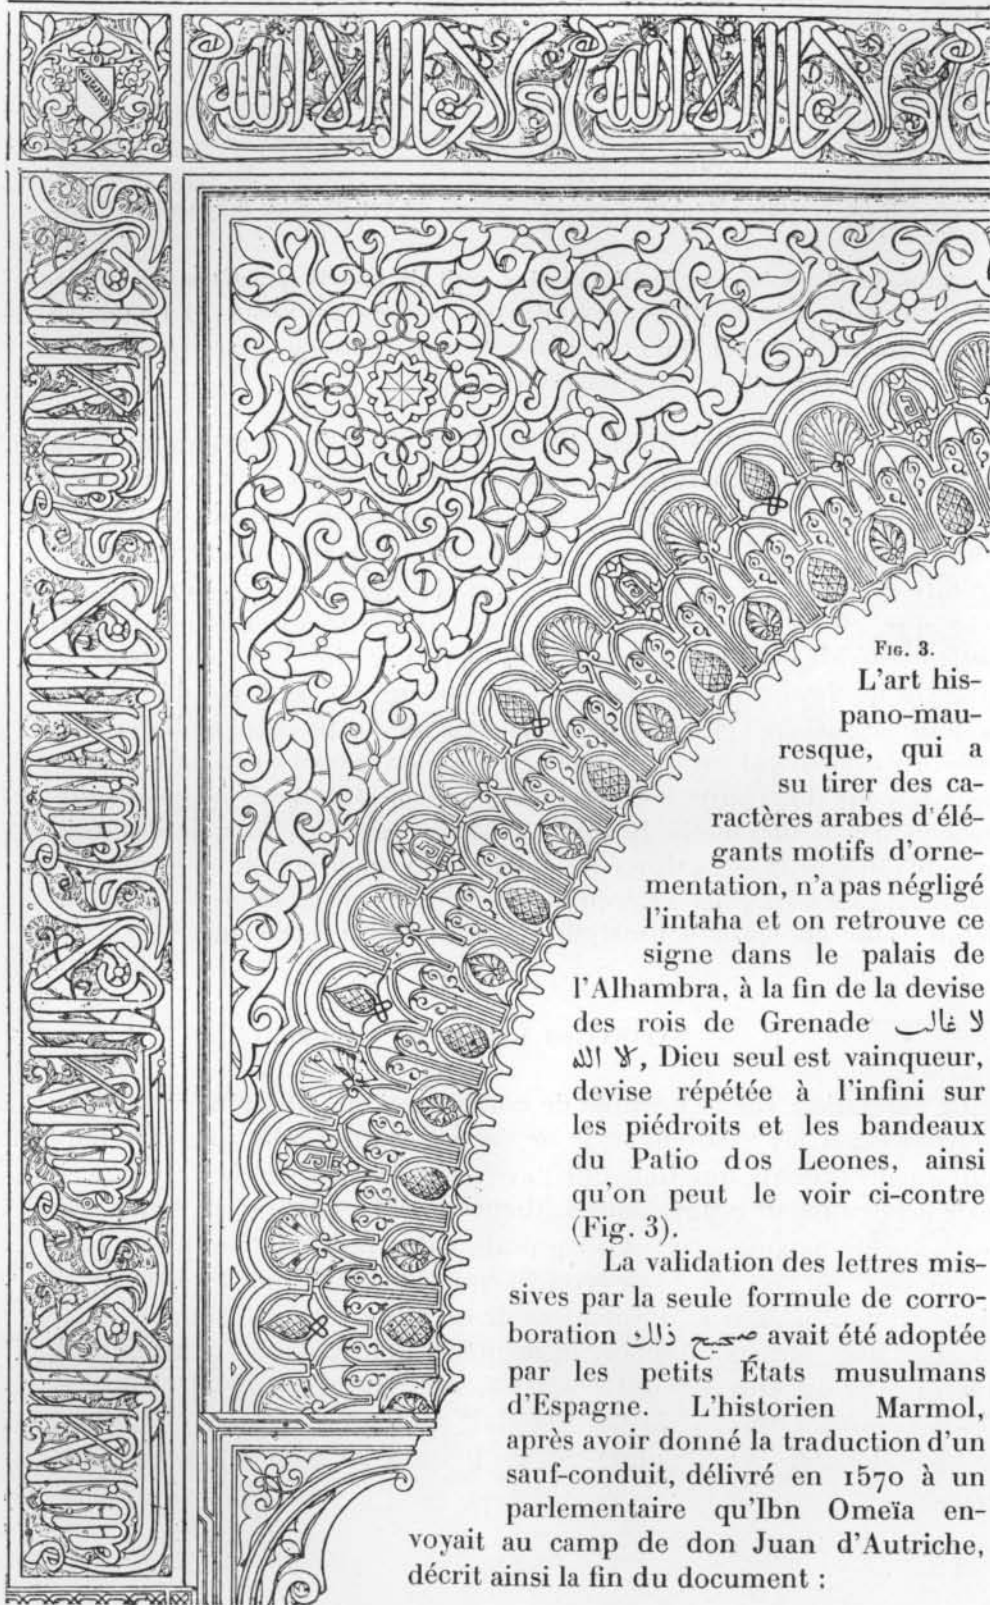 FIG. 3.
L'art his-
pano-mau-
resque, qui a
su tirer des ca-
ractères arabes d'élé-
gants motifs d'orne-
mentation, n'a pas négligé
l'intaha et on retrouve ce
signe dans le palais de
l'Alhambra, à la fin de la devise
des rois de Grenade لا غالب
الا الله, Dieu seul est vainqueur,
devise répétée à l'infini sur
les piédroits et les bandeaux
du Patio dos Leones, ainsi
qu'on peut le voir ci-contre
(Fig. 3).
La validation des lettres mis-
sives par la seule formule de corro-
boration صحيح ذلك avait été adoptée
par les petits États musulmans
d'Espagne. L'historien Marmol,
après avoir donné la traduction d'un
sauf-conduit, délivré en 1570 à un
parlementaire qu'Ibn Omeïa en-
voyait au camp de don Juan d'Autriche,
décrit ainsi la fin du document :